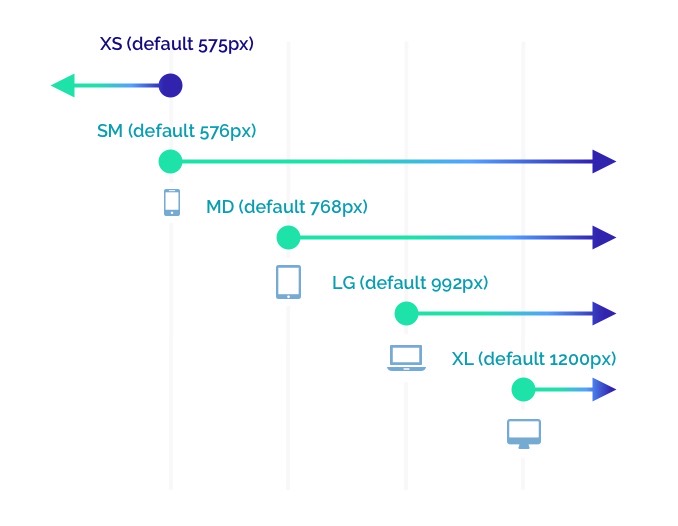 XS (default 575px)
SM (default 576px)
MD (default 768px)
LG (default 992px)
XL (default 1200px)